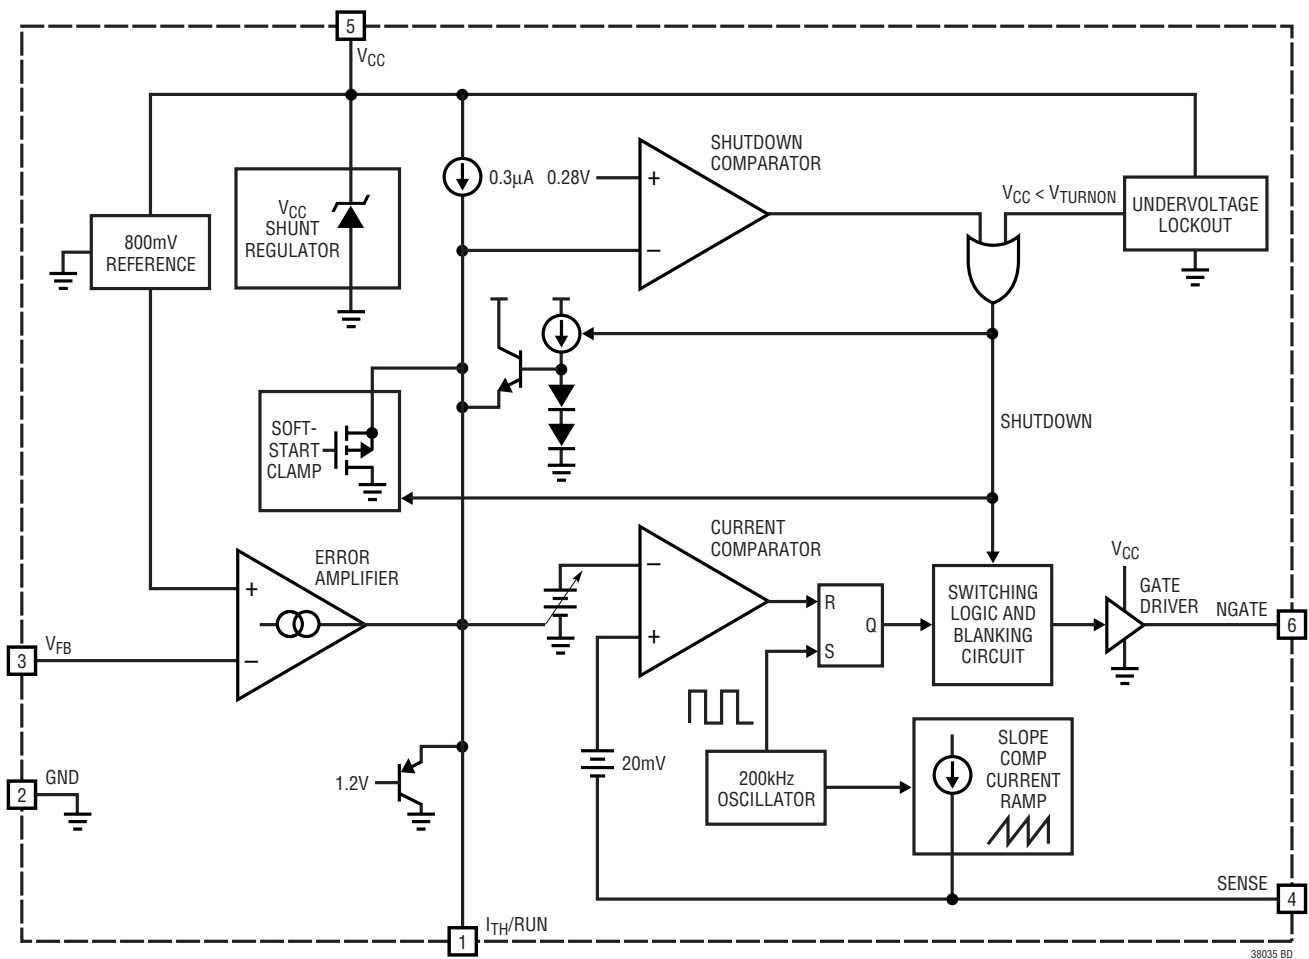 5
VCC
SHUTDOWN
COMPARATOR
0.3µA
0.28V
+
−
VCC
SHUNT
REGULATOR
800mV
REFERENCE
VCC < VTURNON
UNDERVOLTAGE
LOCKOUT
SOFT-
START
CLAMP
SHUTDOWN
ERROR
AMPLIFIER
+
−
CURRENT
COMPARATOR
−
+
R
Q
S
SWITCHING
LOGIC AND
BLANKING
CIRCUIT
VCC
GATE
DRIVER
NGATE
6
3
VFB
2
GND
1.2V
20mV
200kHz
OSCILLATOR
SLOPE
COMP
CURRENT
RAMP
SENSE
4
1
ITH/RUN
38035 BD